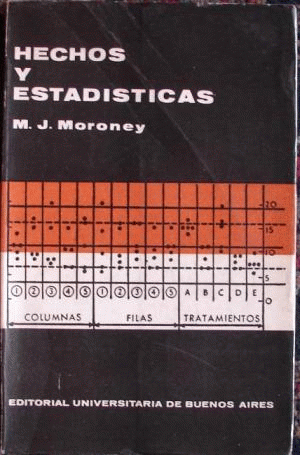 HECHOS
Y
ESTADISTICAS
M. J. Moroney
20
15
10
5
0
1 2 3 4 5 1 2 3 4 5 A B C D E
COLUMNAS FILAS TRATAMIENTOS
EDITORIAL UNIVERSITARIA DE BUENOS AIRES